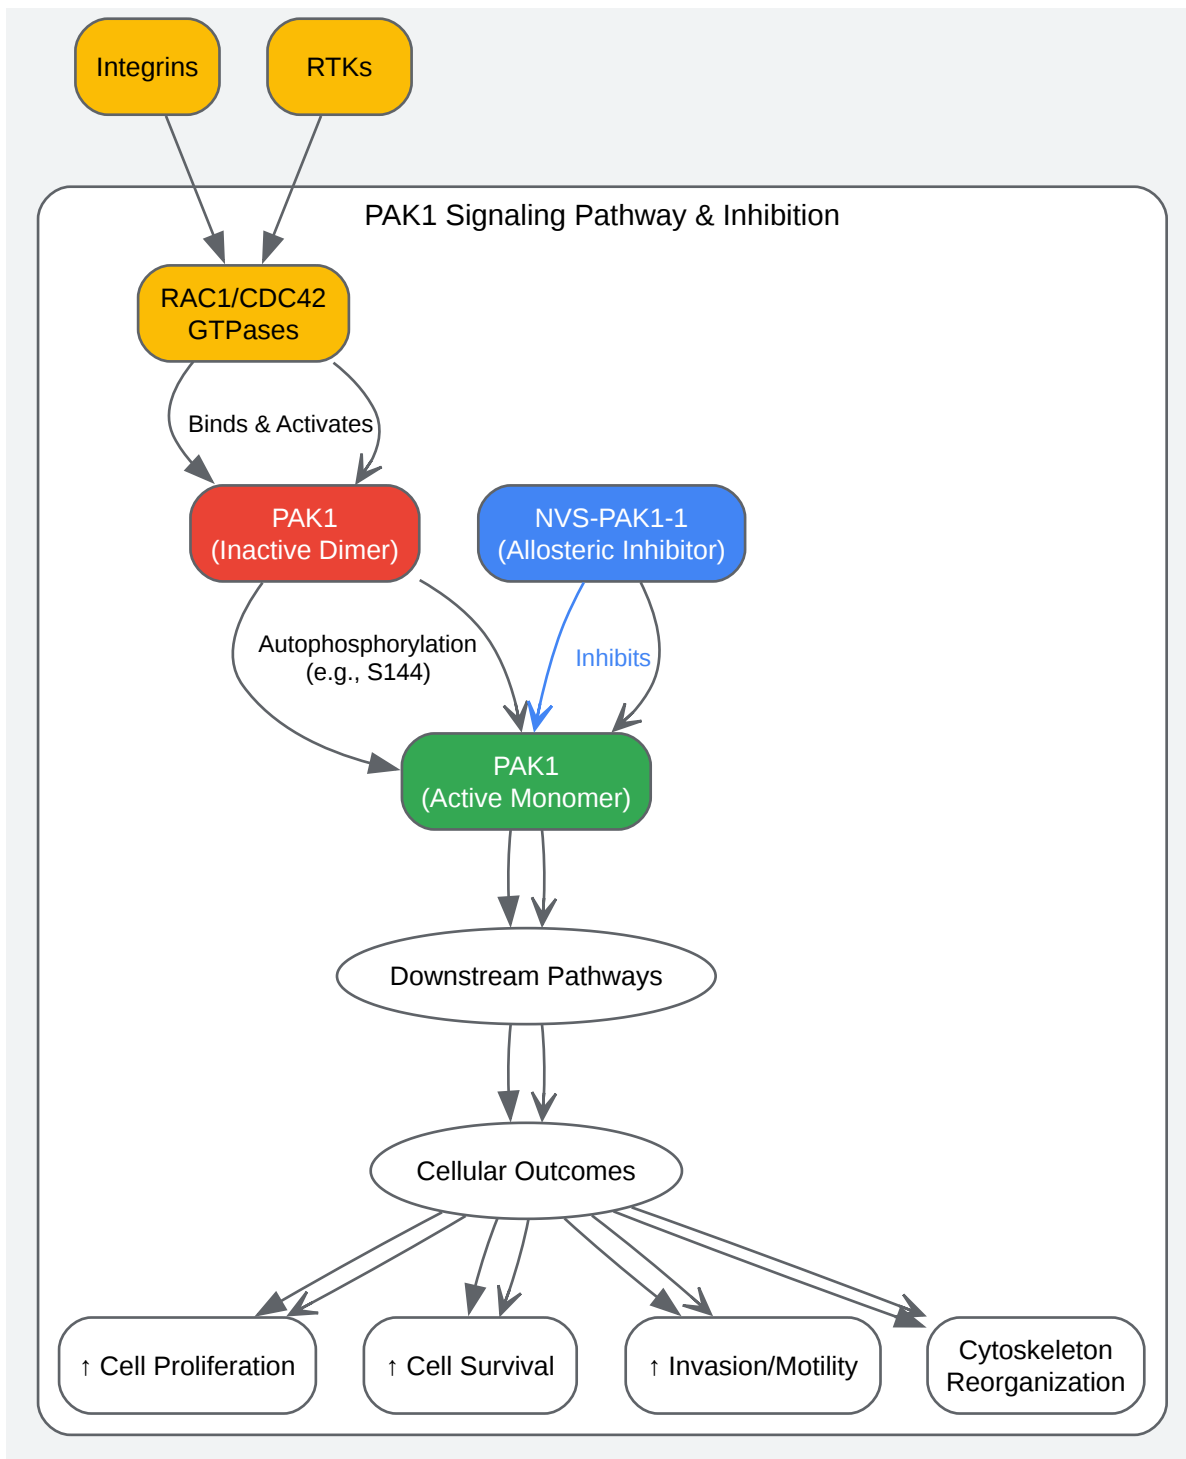 Integrins
RTKs
PAK1 Signaling Pathway & Inhibition
RAC1/CDC42
GTPases
Binds & Activates
PAK1
(Inactive Dimer)
NVS-PAK1-1
(Allosteric Inhibitor)
Autophosphorylation
(e.g., S144)
Inhibits
PAK1
(Active Monomer)
Downstream Pathways
Cellular Outcomes
↑ Cell Proliferation
↑ Cell Survival
↑ Invasion/Motility
Cytoskeleton
Reorganization